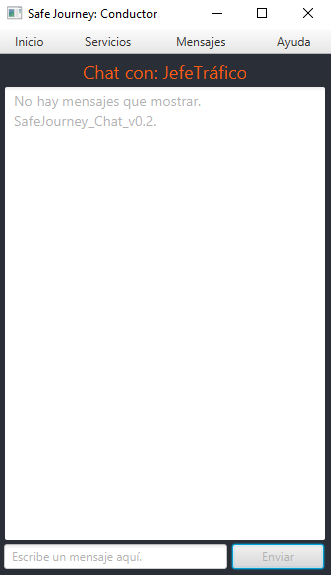 Safe Journey: Conductor
Inicio Servicios Mensajes Ayuda
Chat con: JefeTráfico
No hay mensajes que mostrar.
SafeJourney_Chat_v0.2.
Escribe un mensaje aquí. Enviar